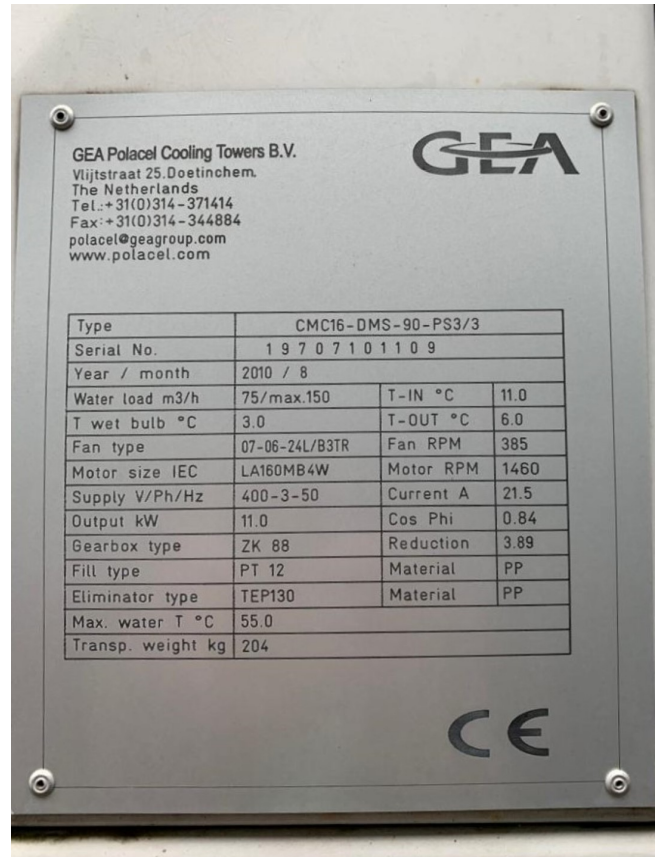 GEA Polacel Cooling Towers B.V.
Vlijtstraat 25.Doetinchem.
The Netherlands
Tel.:+31(0)314-371414
Fax:+31(0)314-344884
polacel@geagroup.com
www.polacel.com
GEA
Type CMC16-DMS-90-PS3/3
Serial No. 19707101109
Year / month 2010 / 8
Water load m3/h 75/max.150 T-IN °C 11.0
T wet bulb °C 3.0 T-OUT °C 6.0
Fan type 07-06-24L/B3TR Fan RPM 385
Motor size IEC LA160MB4W Motor RPM 1460
Supply V/Ph/Hz 400-3-50 Current A 21.5
Output kW 11.0 Cos Phi 0.84
Gearbox type ZK 88 Reduction 3.89
Fill type PT 12 Material PP
Eliminator type TEP130 Material PP
Max. water T °C 55.0
Transp. weight kg 204
CE